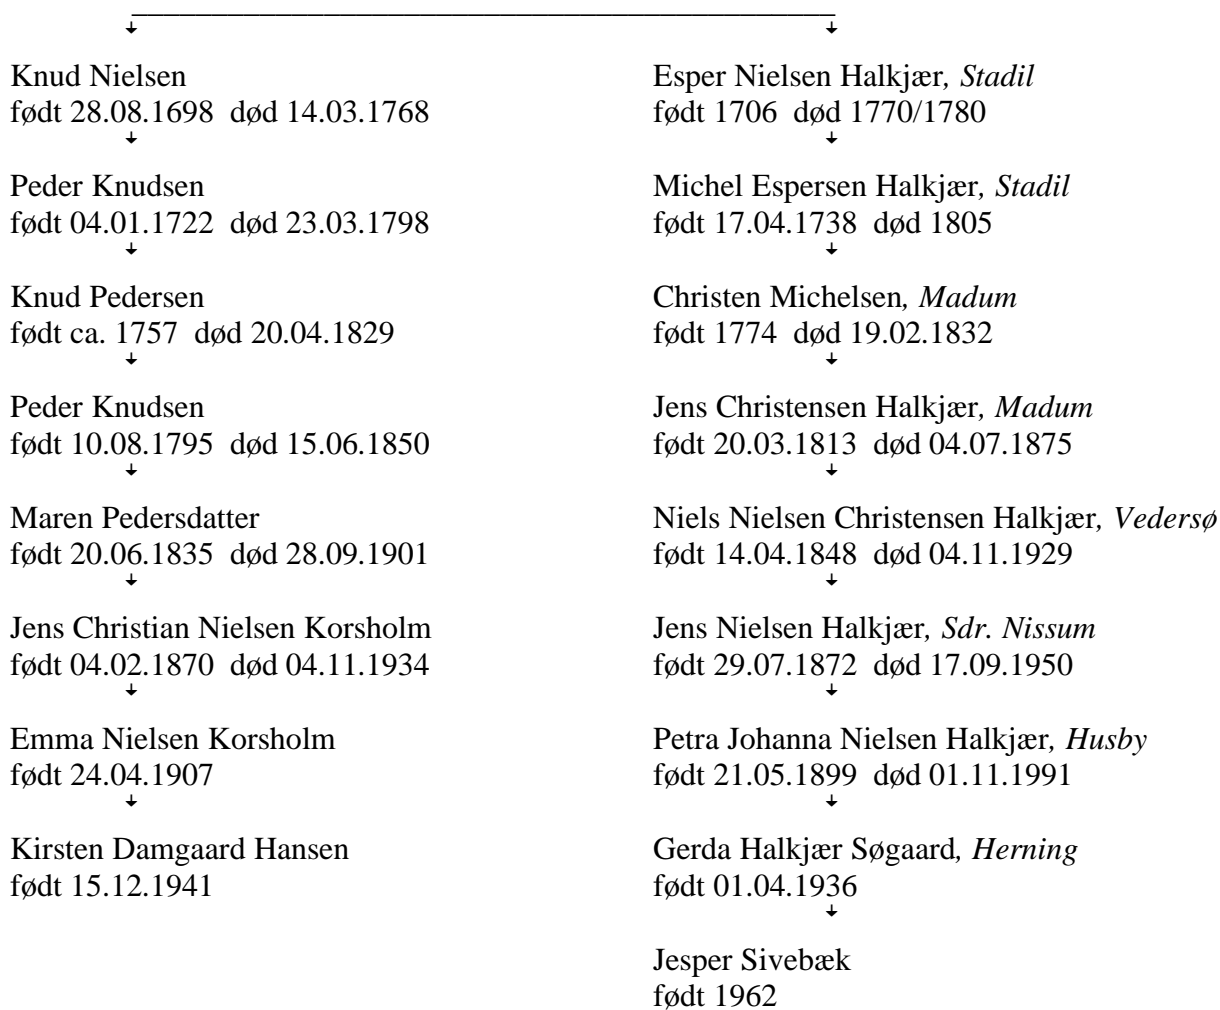 Knud Nielsen
født 28.08.1698 død 14.03.1768
Peder Knudsen
født 04.01.1722 død 23.03.1798
Knud Pedersen
født ca. 1757 død 20.04.1829
Peder Knudsen
født 10.08.1795 død 15.06.1850
Maren Pedersdatter
født 20.06.1835 død 28.09.1901
Jens Christian Nielsen Korsholm
født 04.02.1870 død 04.11.1934
Emma Nielsen Korsholm
født 24.04.1907
Kirsten Damgaard Hansen
født 15.12.1941
Esper Nielsen Halkjær, Stadil
født 1706 død 1770/1780
Michel Espersen Halkjær, Stadil
født 17.04.1738 død 1805
Christen Michelsen, Madum
født 1774 død 19.02.1832
Jens Christensen Halkjær, Madum
født 20.03.1813 død 04.07.1875
Niels Nielsen Christensen Halkjær, Vedersø
født 14.04.1848 død 04.11.1929
Jens Nielsen Halkjær, Sdr. Nissum
født 29.07.1872 død 17.09.1950
Petra Johanna Nielsen Halkjær, Husby
født 21.05.1899 død 01.11.1991
Gerda Halkjær Søgaard, Herning
født 01.04.1936
Jesper Sivebæk
født 1962